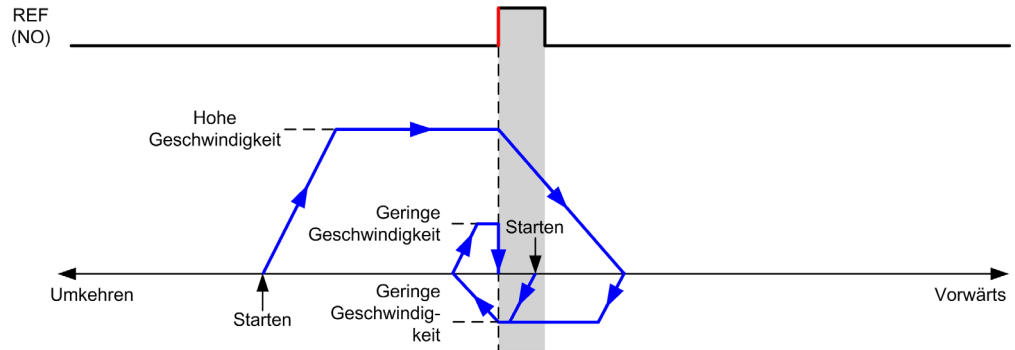 REF
(NO)
Hohe
Geschwindigkeit
Geringe
Geschwindigkeit
Starten
Umkehren
Starten
Geringe
Geschwindig-
keit
Vorwärts